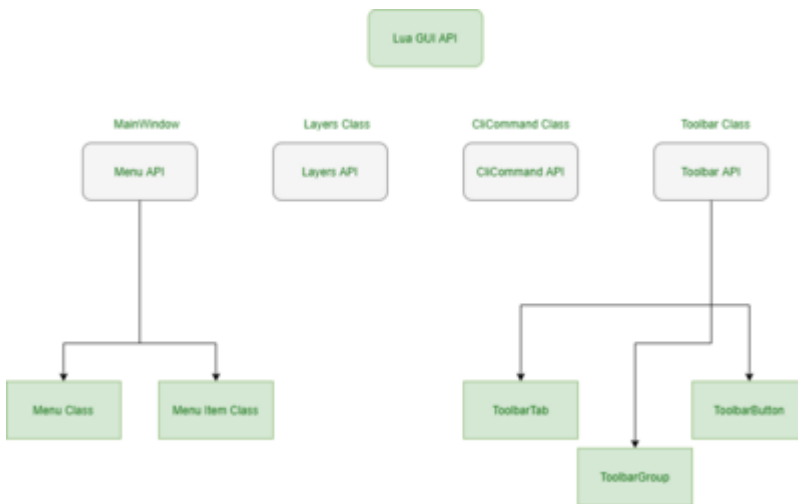 Lua GUI API
MainWindow
Layers Class
CliCommand Class
Toolbar Class
Menu API
Layers API
CliCommand API
Toolbar API
Menu Class
Menu Item Class
ToolbarTab
ToolbarButton
ToolbarGroup